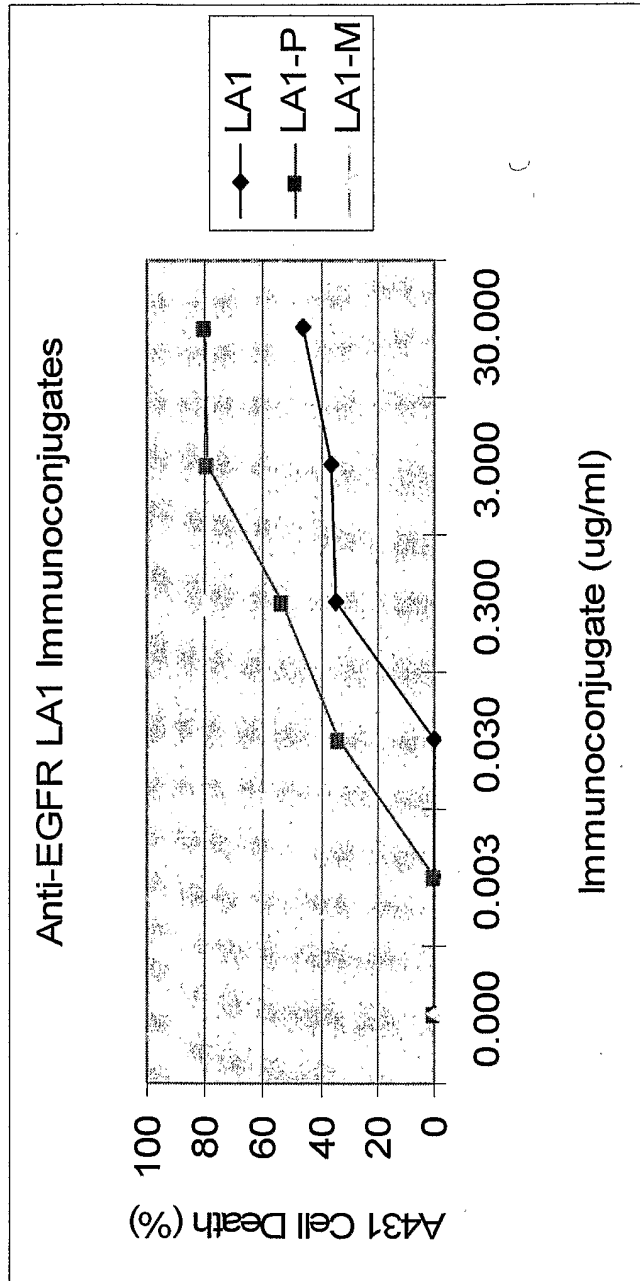 Anti-EGFR LA1 Immunoconjugates
A431 Cell Death (%)
100
80
60
40
20
0
0.000 0.003 0.030 0.300 3.000 30.000
Immunoconjugate (ug/ml)
LA1
LA1-P
LA1-M